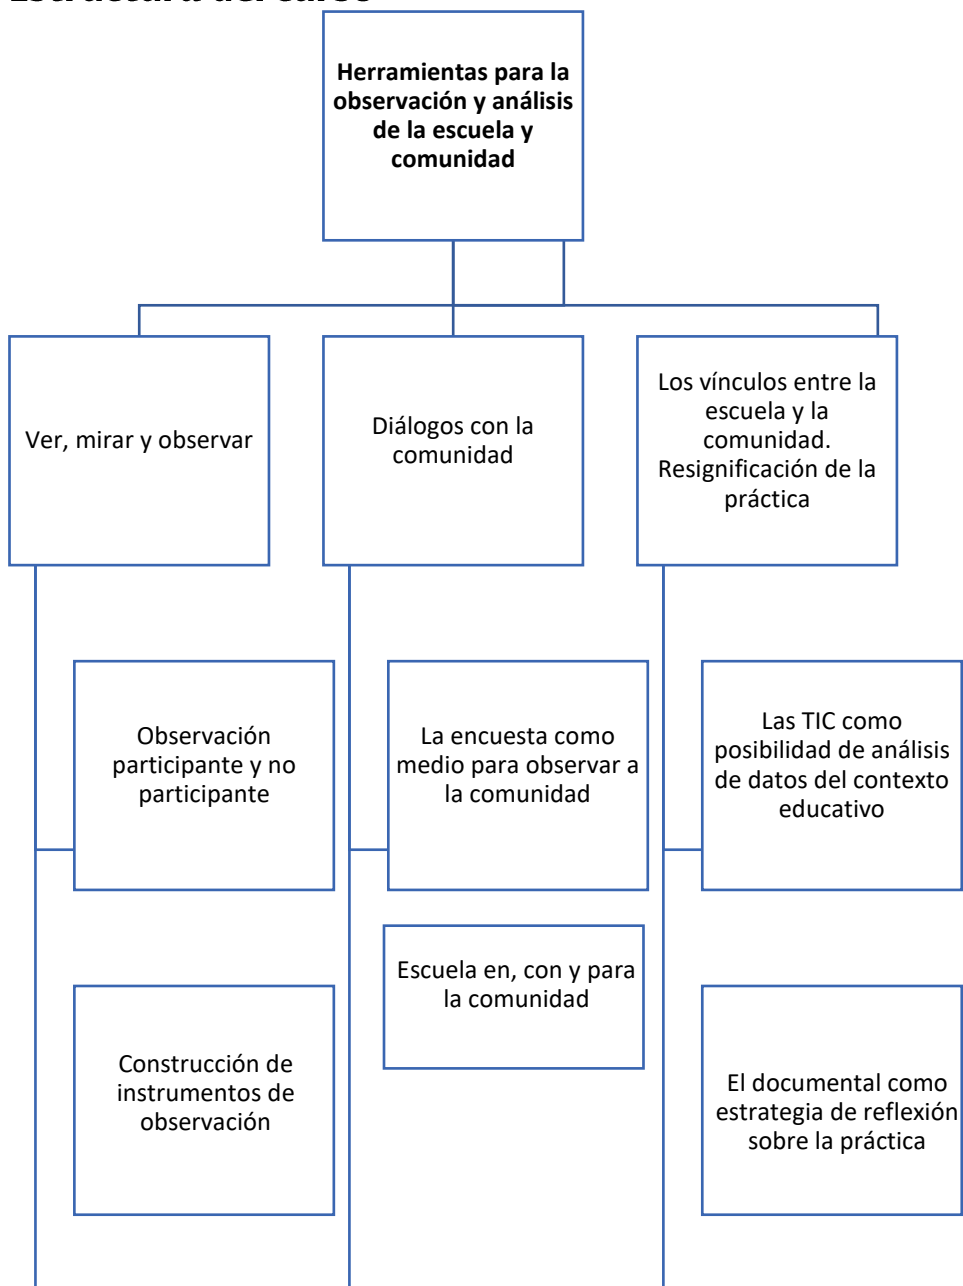 Herramientas para la
observación y análisis
de la escuela y
comunidad
Ver, mirar y observar
Diálogos con la
comunidad
Los vínculos entre la
escuela y la
comunidad.
Resignificación de la
práctica
Observación
participante y no
participante
La encuesta como
medio para observar a
la comunidad
Las TIC como
posibilidad de análisis
de datos del contexto
educativo
Construcción de
instrumentos de
observación
Escuela en, con y para
la comunidad
El documental como
estrategia de reflexión
sobre la práctica